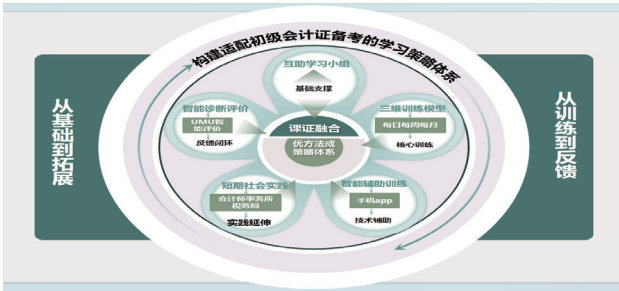 构建适配初级会计证备考的学习策略体系
从基础到拓展
从训练到反馈
互助学习小组
基础支撑
智能诊断评价
UMU智
能评价
反馈闭环
三维训练模型
每日每周每月
核心训练
课证融合
优方法成
策略体系
短期社会实践
会计师事务所
税务局
实践延伸
智能辅助训练
手机app
技术辅助